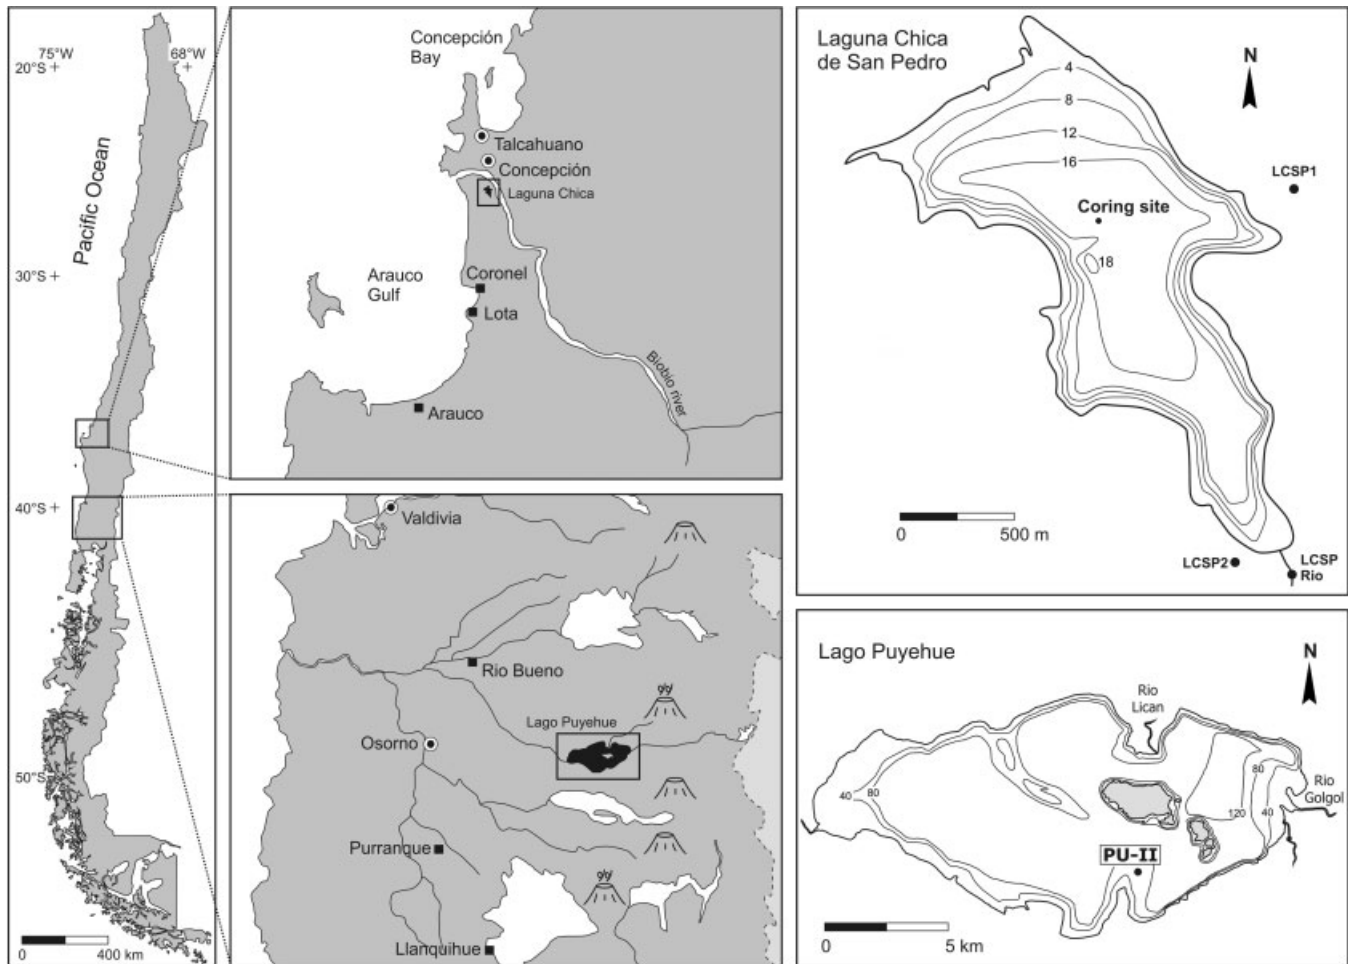 75°W
68°W
20°S
Pacific Ocean
30°S
40°S
50°S
0 400 km
Concepción
Bay
Talcahuano
Concepción
Laguna Chica
Arauco
Gulf
Coronel
Lota
Biobio river
Arauco
Valdivia
Rio Bueno
Lago Puyehue
Osorno
Purranque
Llanquihue
Laguna Chica
de San Pedro
N
4
8
12
16
LCSP1
Coring site
18
0 500 m
LCSP2
LCSP
Rio
Lago Puyehue
N
Rio
Lican
80
Rio
Golgol
40
80
120
40
PU-II
0 5 km